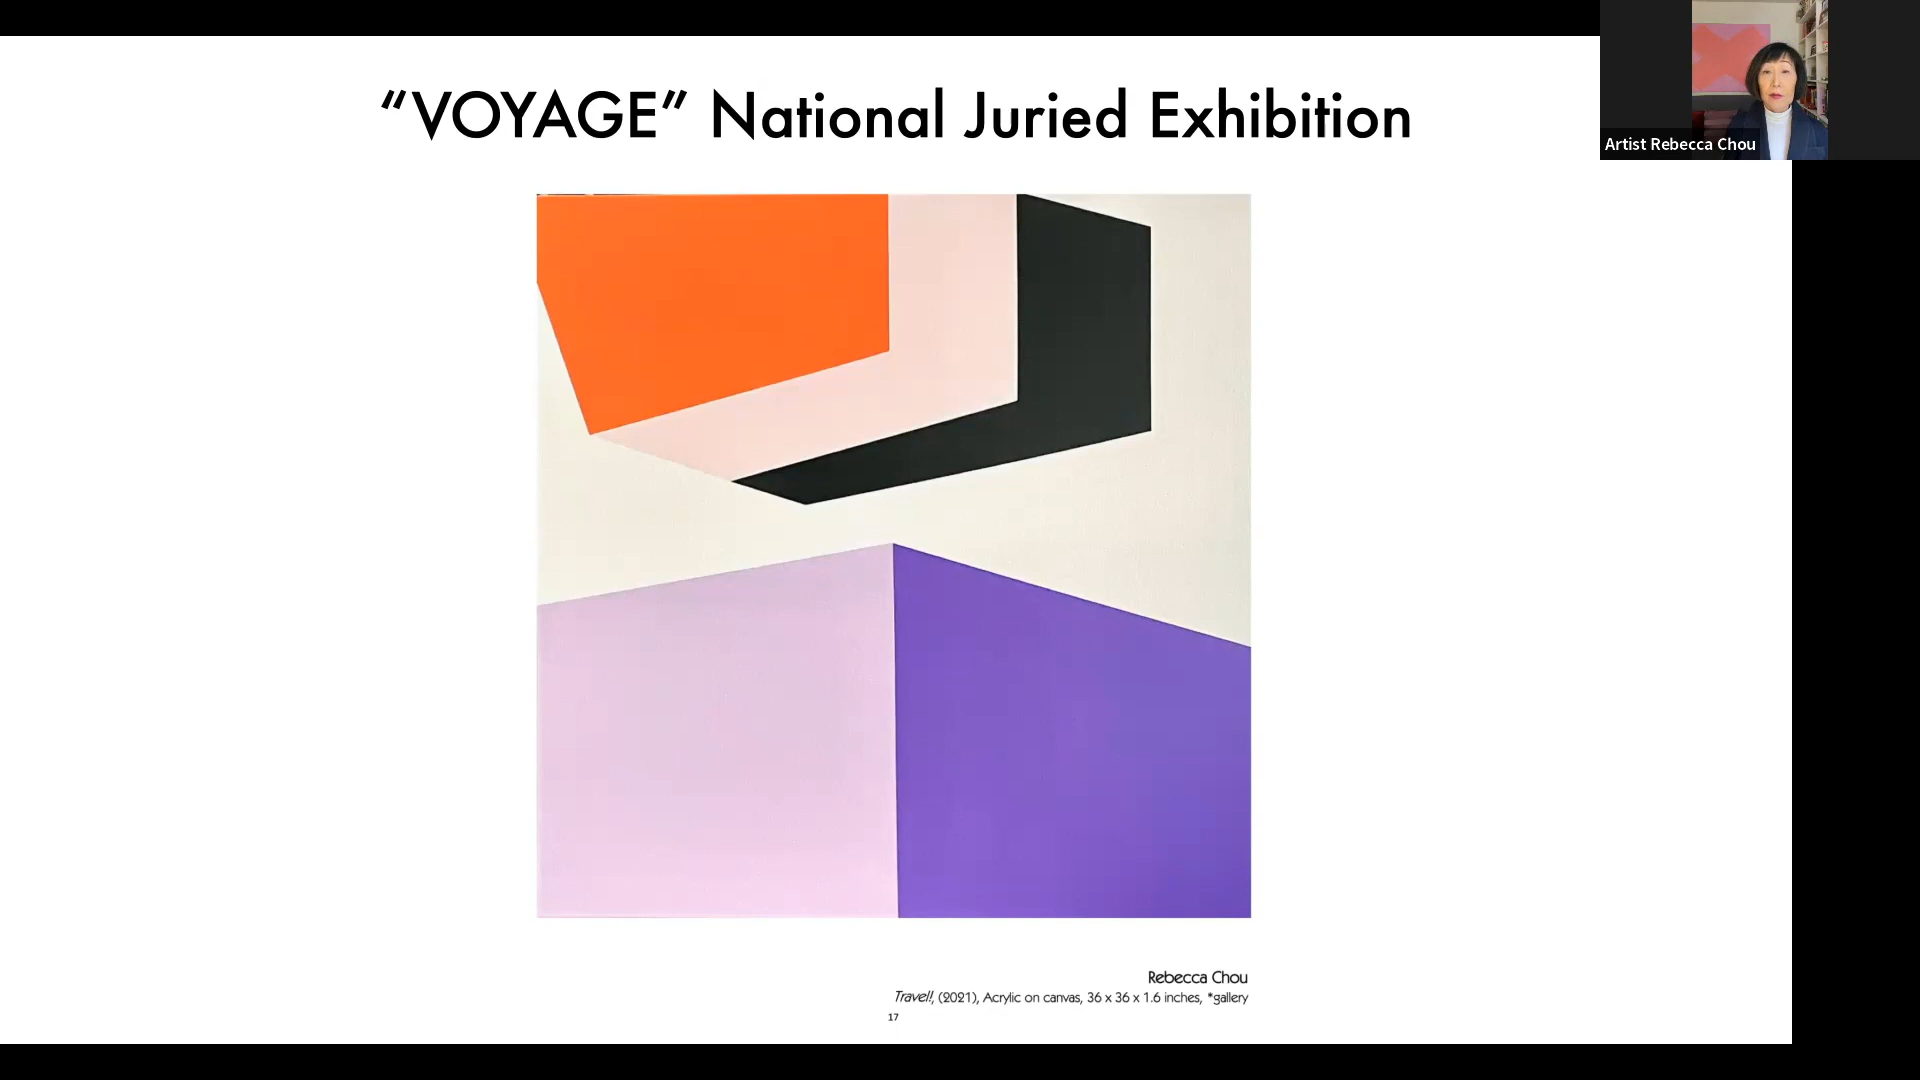 “VOYAGE” National Juried Exhibition
Artist Rebecca Chou
Rebecca Chou
Travel!, (2021), Acrylic on canvas, 36 x 36 x 1.6 inches, *gallery
17